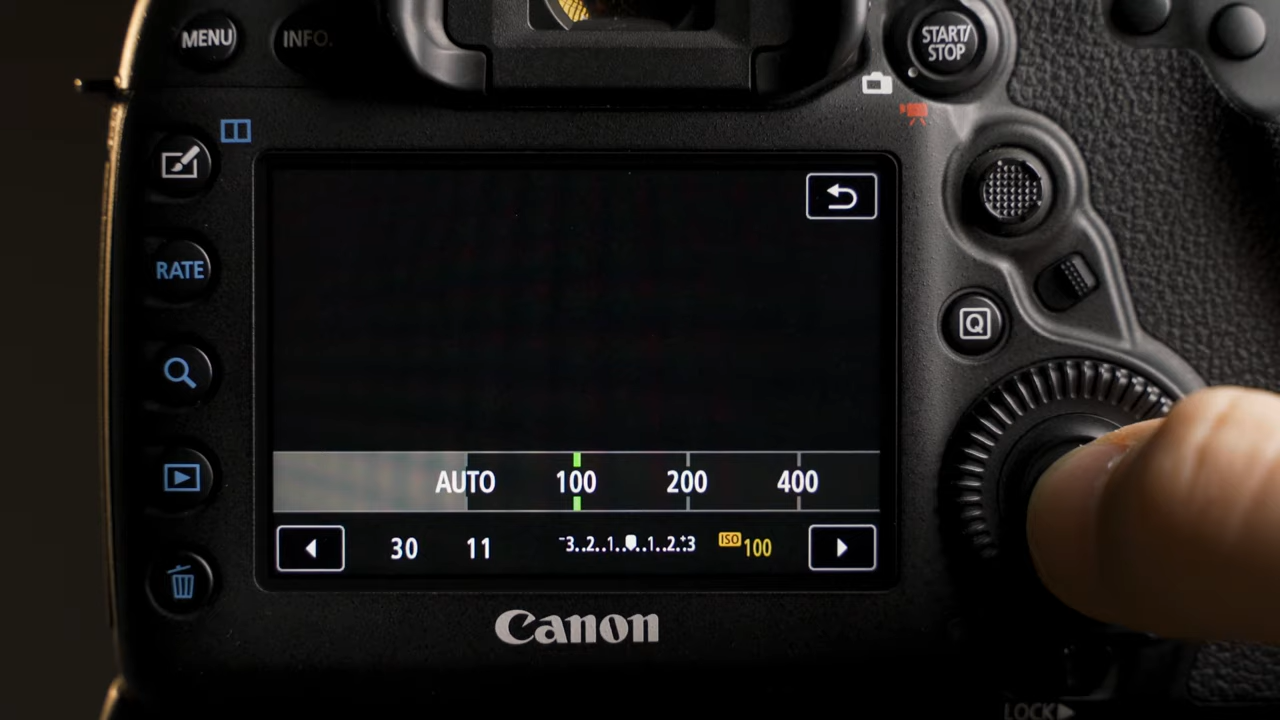 MENU
INFO.
START/
STOP
RATE
Q
AUTO 100 200 400
30 11 -3..2..1..1..2..+3 ISO 100
Canon
LOCK▶